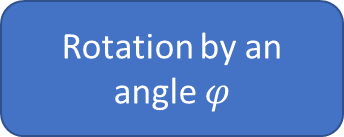 Rotation by an
angle 𝜑